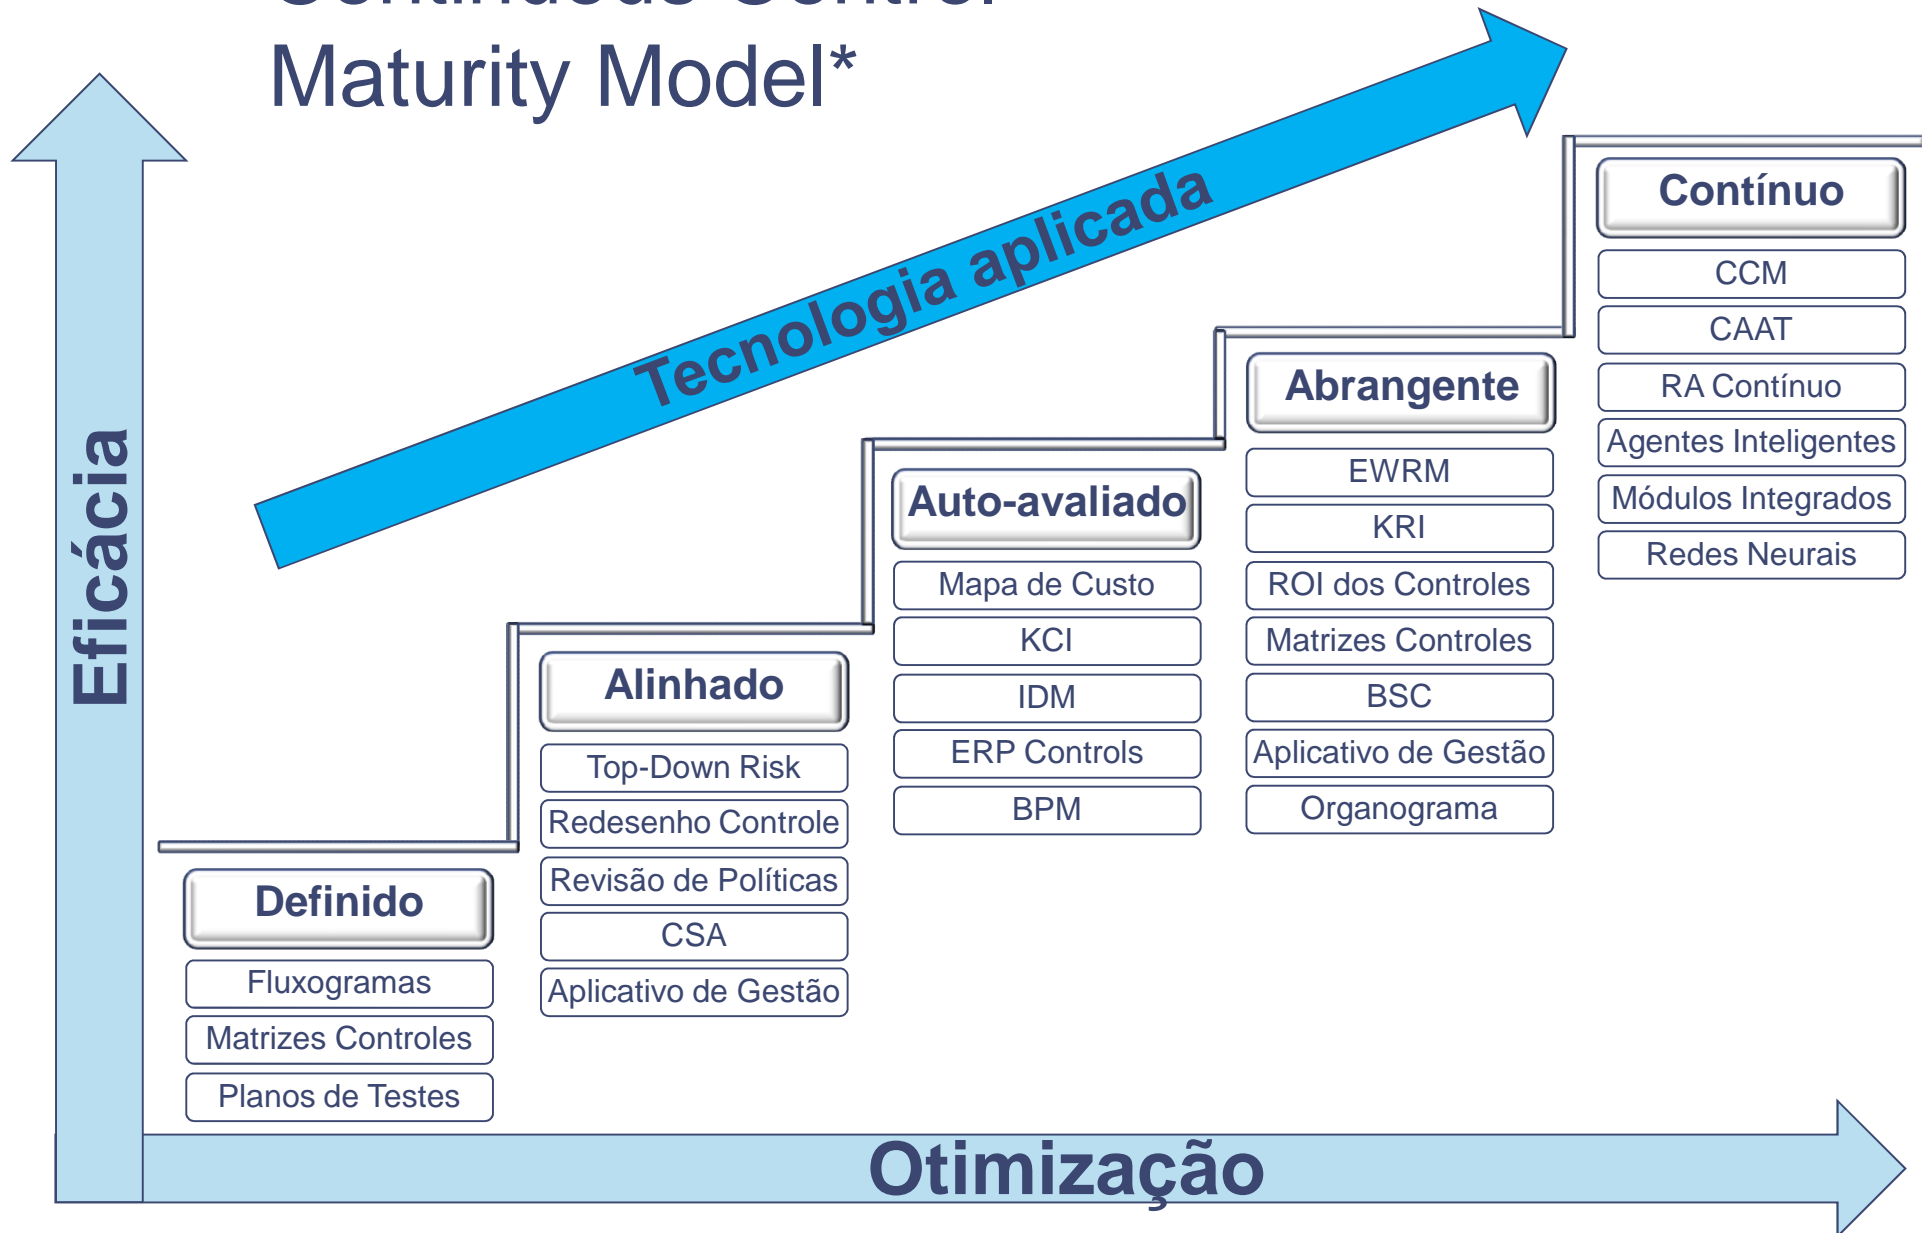 Continuous Control
Maturity Model*
Tecnologia aplicada
Eficácia
Definido
Fluxogramas
Matrizes Controles
Planos de Testes
Alinhado
Top-Down Risk
Redesenho Controle
Revisão de Políticas
CSA
Aplicativo de Gestão
Auto-avaliado
Mapa de Custo
KCI
IDM
ERP Controls
BPM
Abrangente
EWRM
KRI
ROI dos Controles
Matrizes Controles
BSC
Aplicativo de Gestão
Organograma
Contínuo
CCM
CAAT
RA Contínuo
Agentes Inteligentes
Módulos Integrados
Redes Neurais
Otimização